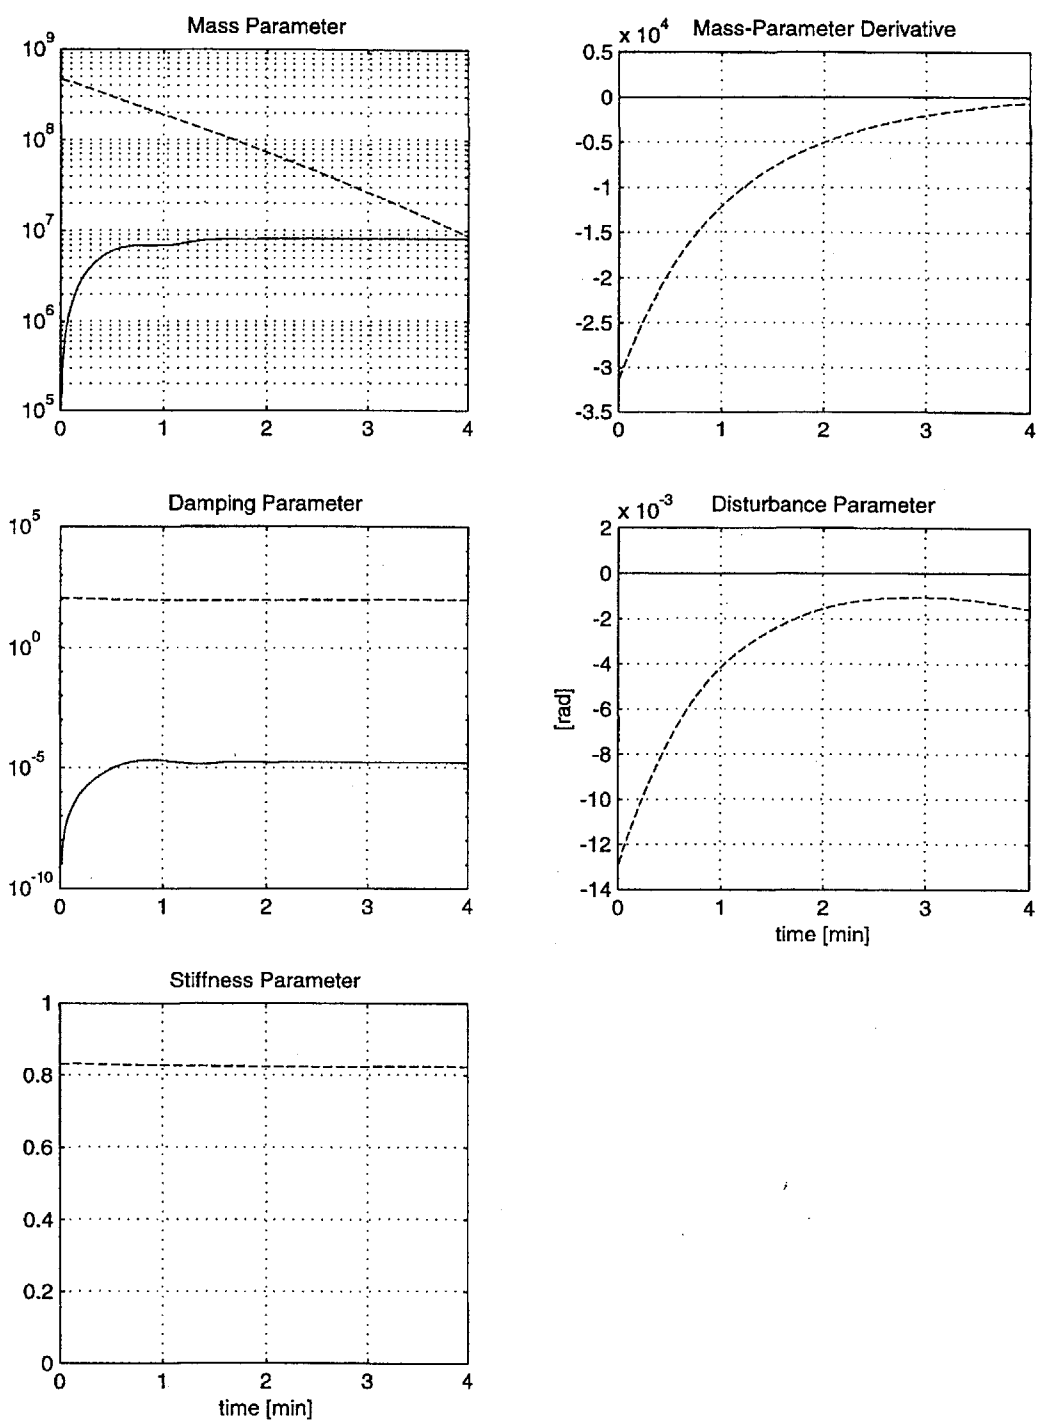 Mass Parameter
10^9
10^8
10^7
10^6
10^5
0 1 2 3 4
x 10^4 Mass-Parameter Derivative
0.5
0
-0.5
-1
-1.5
-2
-2.5
-3
-3.5
0 1 2 3 4
Damping Parameter
10^5
10^0
10^-5
10^-10
0 1 2 3 4
x 10^-3 Disturbance Parameter
2
0
-2
-4
-6
-8
-10
-12
-14
[rad]
0 1 2 3 4
time [min]
Stiffness Parameter
1
0.8
0.6
0.4
0.2
0
0 1 2 3 4
time [min]